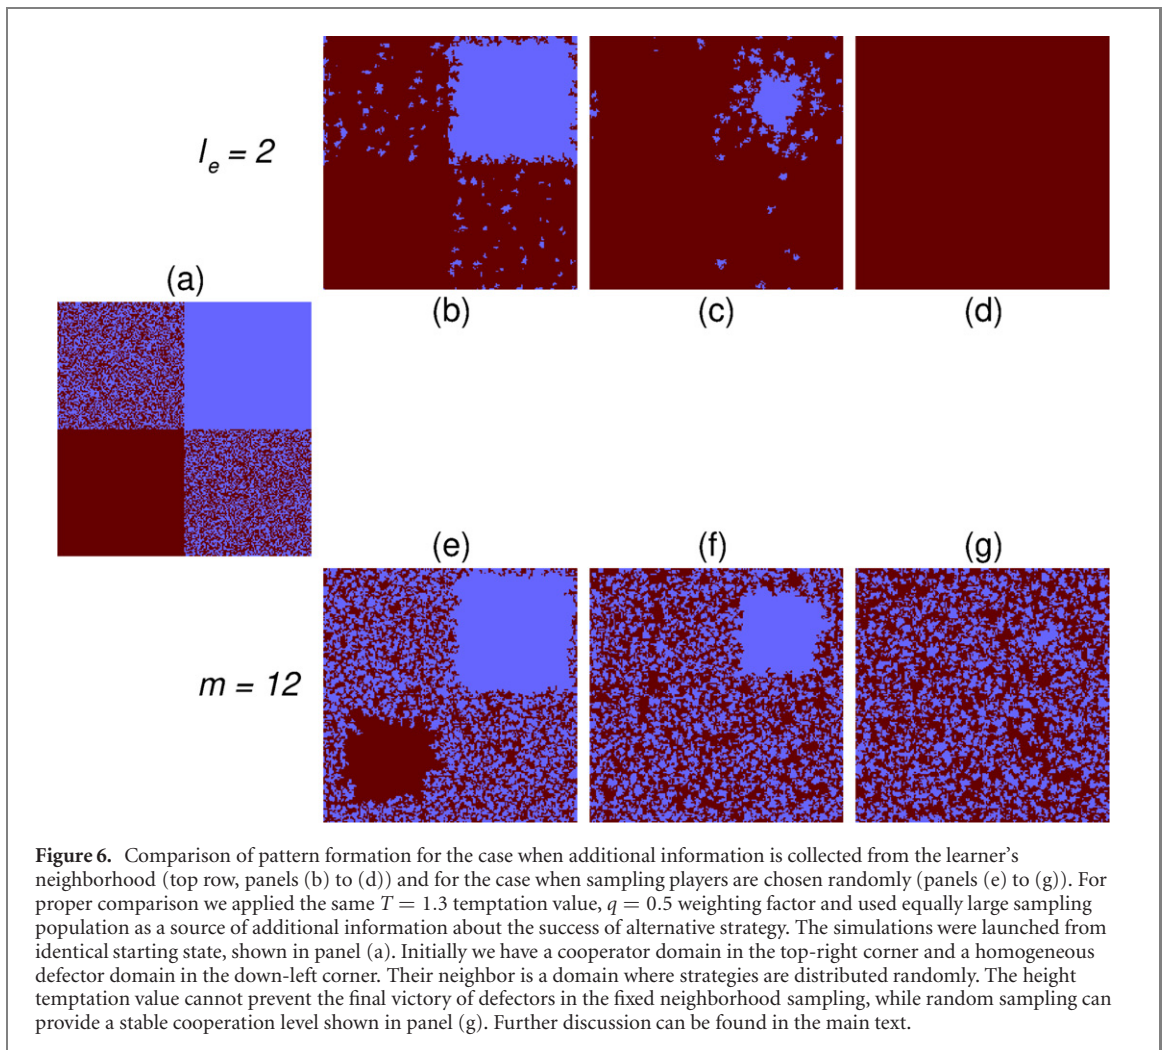 l_e = 2
(a)
(b)
(c)
(d)
(e)
(f)
(g)
m = 12
Figure 6. Comparison of pattern formation for the case when additional information is collected from the learner's
neighborhood (top row, panels (b) to (d)) and for the case when sampling players are chosen randomly (panels (e) to (g)). For
proper comparison we applied the same T = 1.3 temptation value, q = 0.5 weighting factor and used equally large sampling
population as a source of additional information about the success of alternative strategy. The simulations were launched from
identical starting state, shown in panel (a). Initially we have a cooperator domain in the top-right corner and a homogeneous
defector domain in the down-left corner. Their neighbor is a domain where strategies are distributed randomly. The height
temptation value cannot prevent the final victory of defectors in the fixed neighborhood sampling, while random sampling can
provide a stable cooperation level shown in panel (g). Further discussion can be found in the main text.